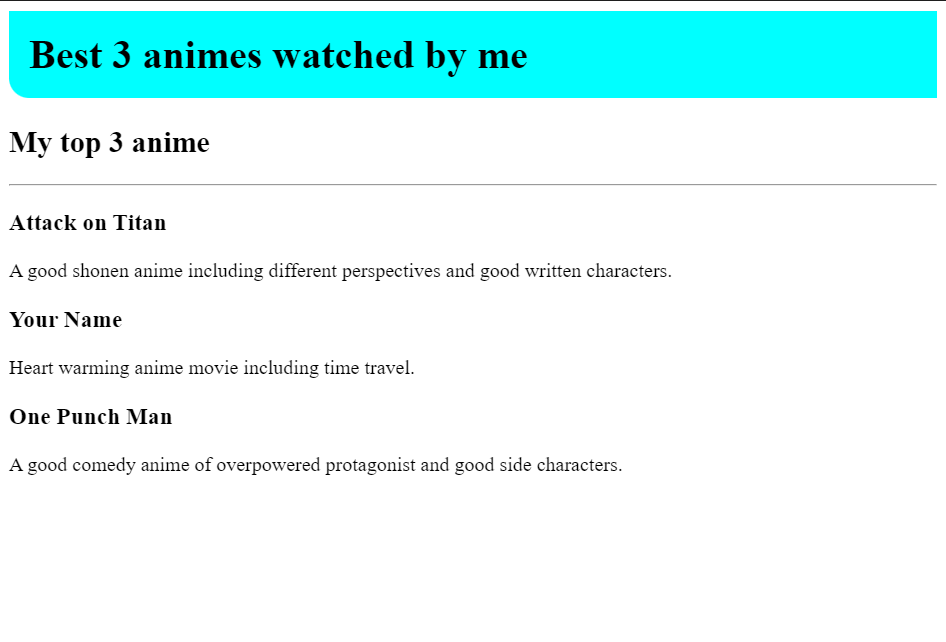 Best 3 animes watched by me
My top 3 anime
Attack on Titan
A good shonen anime including different perspectives and good written characters.
Your Name
Heart warming anime movie including time travel.
One Punch Man
A good comedy anime of overpowered protagonist and good side characters.